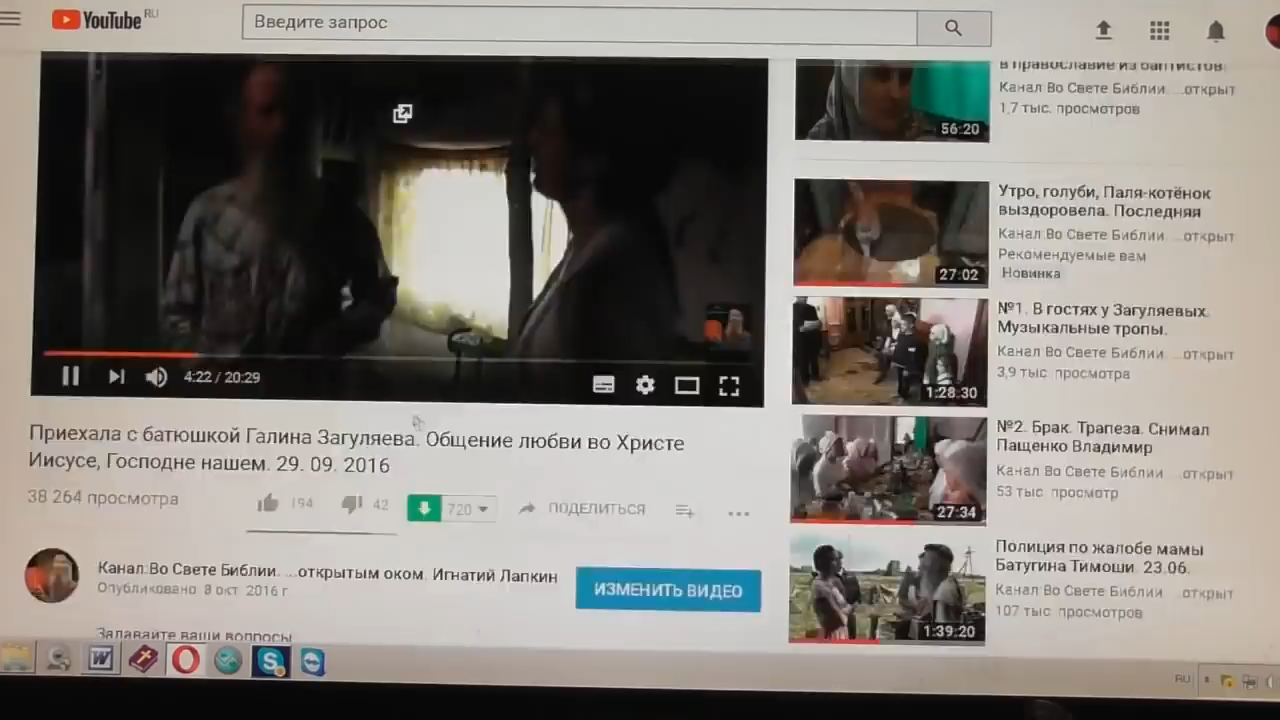 YouTube RU
Введите запрос
4:22 / 20:29
Приехала с батюшкой Галина Загуляева. Общение любви во Христе
Иисусе, Господне нашем. 29. 09. 2016
38 264 просмотра
194
42
720
ПОДЕЛИТЬСЯ
Канал:Во Свете Библии. ...открытым оком. Игнатий Лапкин
Опубликовано 8 окт. 2016 г
ИЗМЕНИТЬ ВИДЕО
Задавайте ваши вопросы
в православие из баптистов.
Канал Во Свете Библии. ...открыт
1,7 тыс. просмотров
56:20
Утро, голуби, Паля-котёнок
выздоровела. Последняя
Канал Во Свете Библии. ...открыт
Рекомендуемые вам
Новинка
27:02
№1. В гостях у Загуляевых.
Музыкальные тропы.
Канал Во Свете Библии. ...открыт
3,9 тыс. просмотра
1:28:30
№2. Брак. Трапеза. Снимал
Пащенко Владимир
Канал Во Свете Библии. ...открыт
53 тыс. просмотр
27:34
Полиция по жалобе мамы
Батугина Тимоши. 23.06.
Канал Во Свете Библии. ...открыт
107 тыс. просмотров
1:39:20
RU